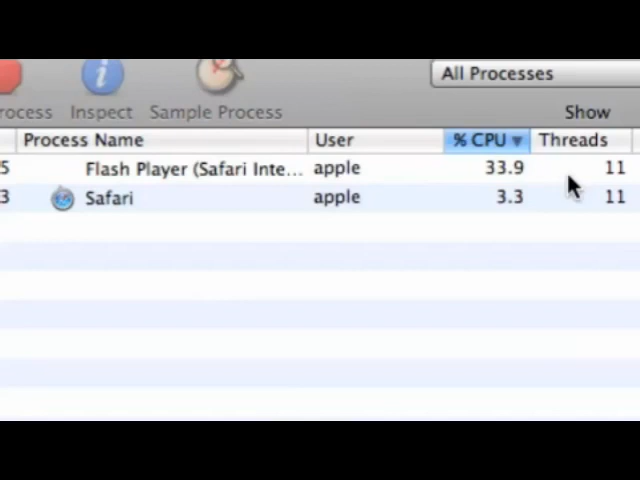 All Processes
rocess Inspect Sample Process Show
Process Name User % CPU Threads
5 Flash Player (Safari Inte... apple 33.9 11
3 Safari apple 3.3 11